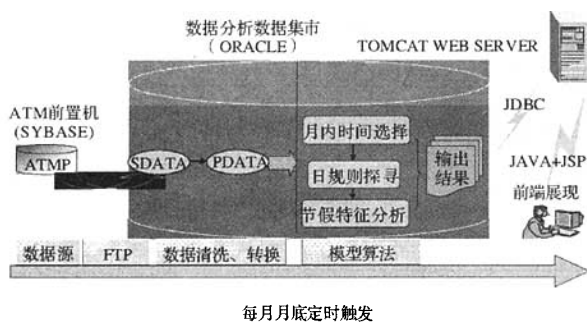 数据分析数据集市
（ORACLE）
TOMCAT WEB SERVER
ATM前置机
(SYBASE)
ATMP
SDATA
PDATA
月内时间选择
日规则探寻
节假特征分析
输出
结果
JDBC
JAVA+JSP
前端展现
数据源
FTP
数据清洗、转换
模型算法
每月月底定时触发